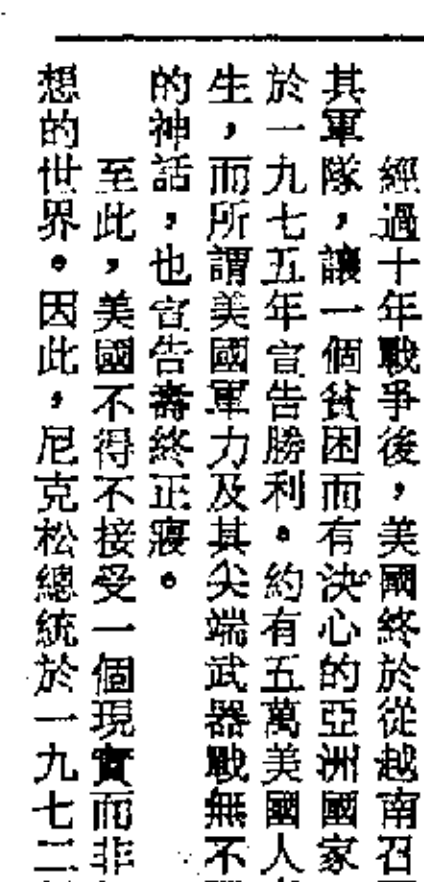 經過十年戰爭後，美國終於從越南召
其軍隊，讓一個貧困而有決心的亞洲國家
於一九七五年宣告勝利。約有五萬美國人
生，而所謂美國軍力及其尖端武器戰無不
的神話，也宣告壽終正寢。
至此，美國不得不接受一個現實而非
想的世界。因此，尼克松總統於一九七二